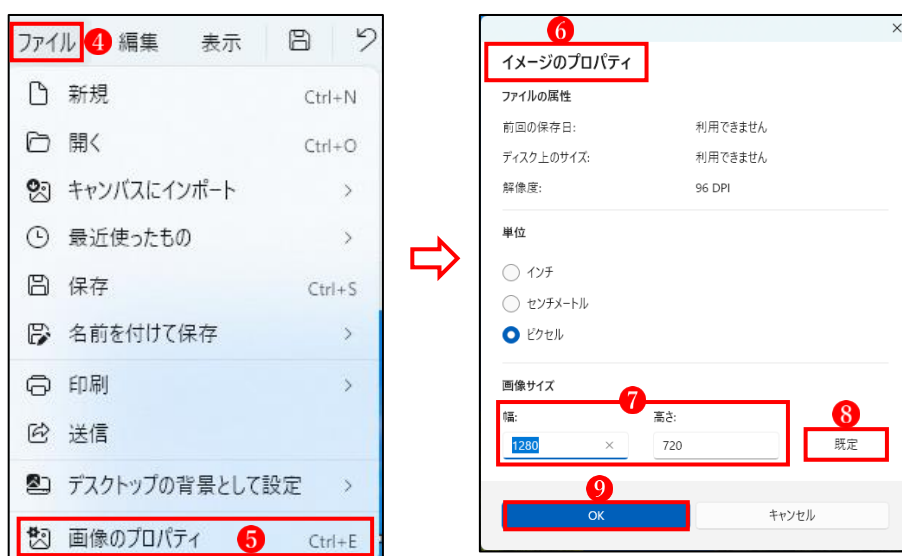 ファイル 4 編集 表示
新規 Ctrl+N
開く Ctrl+O
キャンバスにインポート
最近使ったもの
保存 Ctrl+S
名前を付けて保存
印刷
送信
デスクトップの背景として設定
画像のプロパティ 5 Ctrl+E
6
イメージのプロパティ
ファイルの属性
前回の保存日: 利用できません
ディスク上のサイズ: 利用できません
解像度: 96 DPI
単位
インチ
センチメートル
ピクセル
画像サイズ
7
幅: 高さ: 8
1280 720 既定
9
OK キャンセル